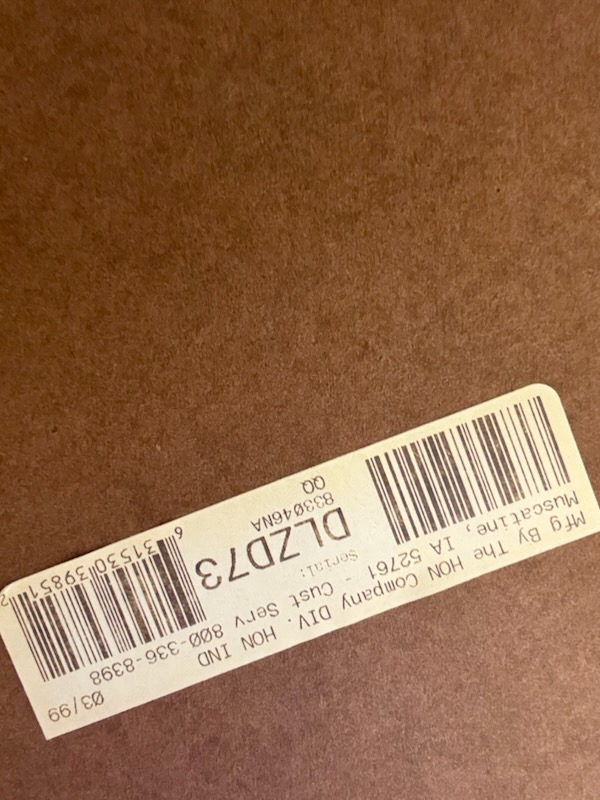 Mfg By The HON Company DIV. HON IND 03/99
Muscatine, IA 52761 - Cust Serv 800-336-8398
Serial:
DLZD73
833046NA
QQ
6 31530 39851 2